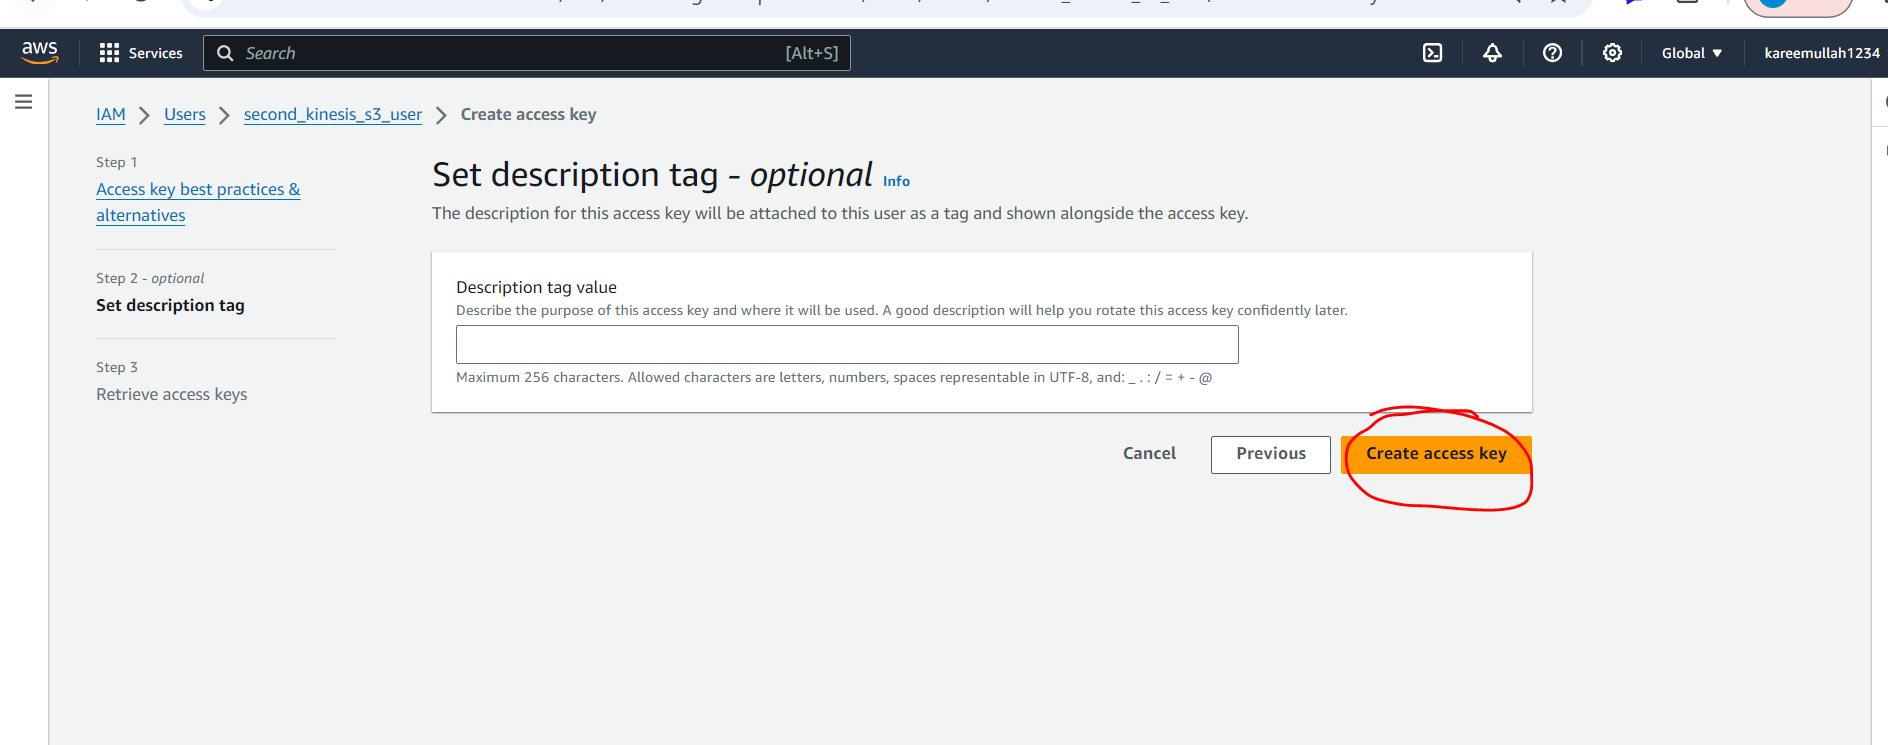 aws
Services
Search
[Alt+S]
Global
kareemullah1234
IAM
Users
second_kinesis_s3_user
Create access key
Step 1
Access key best practices &
alternatives
Step 2 - optional
Set description tag
Step 3
Retrieve access keys
Set description tag - optional Info
The description for this access key will be attached to this user as a tag and shown alongside the access key.
Description tag value
Describe the purpose of this access key and where it will be used. A good description will help you rotate this access key confidently later.
Maximum 256 characters. Allowed characters are letters, numbers, spaces representable in UTF-8, and: _ . : / = + - @
Cancel
Previous
Create access key